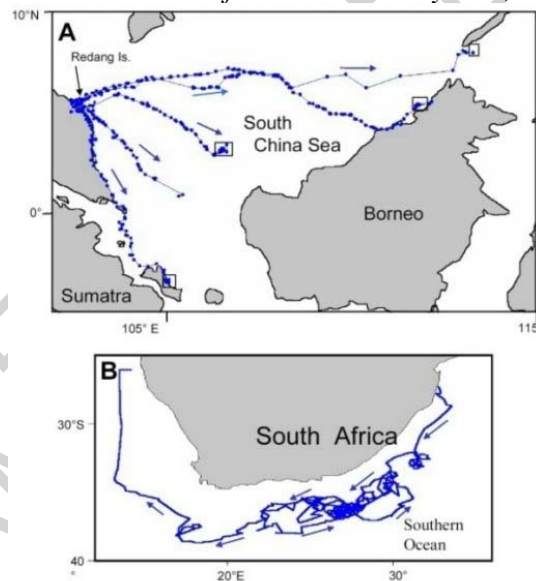 10°N
A
Redang Is.
South
China Sea
0°
Borneo
Sumatra
105° E
115
B
30°S
South Africa
Southern
Ocean
40
20°E
30°